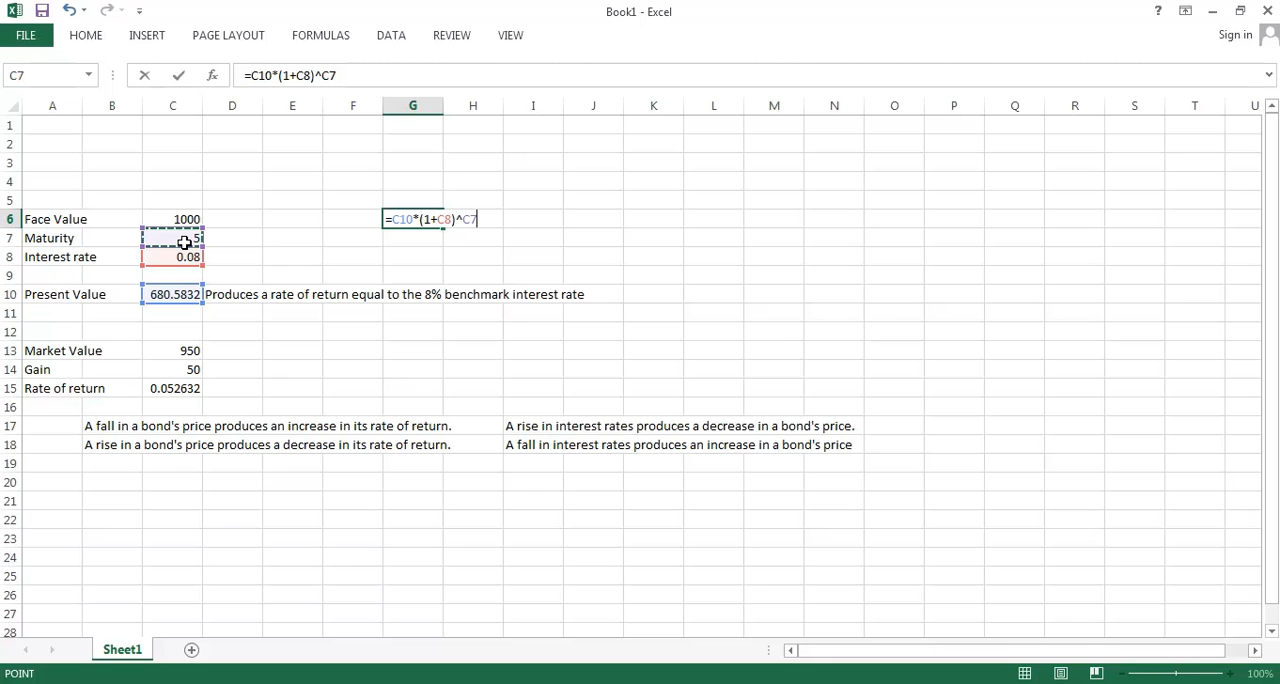 Book1 - Excel
?
FILE HOME INSERT PAGE LAYOUT FORMULAS DATA REVIEW VIEW Sign in
C7 fx =C10*(1+C8)^C7
A B C D E F G H I J K L M N O P Q R S T U
1
2
3
4
5
6 Face Value 1000 =C10*(1+C8)^C7
7 Maturity 5
8 Interest rate 0.08
9
10 Present Value 680.5832 Produces a rate of return equal to the 8% benchmark interest rate
11
12
13 Market Value 950
14 Gain 50
15 Rate of return 0.052632
16
17 A fall in a bond's price produces an increase in its rate of return. A rise in interest rates produces a decrease in a bond's price.
18 A rise in a bond's price produces a decrease in its rate of return. A fall in interest rates produces an increase in a bond's price
19
20
21
22
23
24
25
26
27
28
Sheet1
POINT 100%